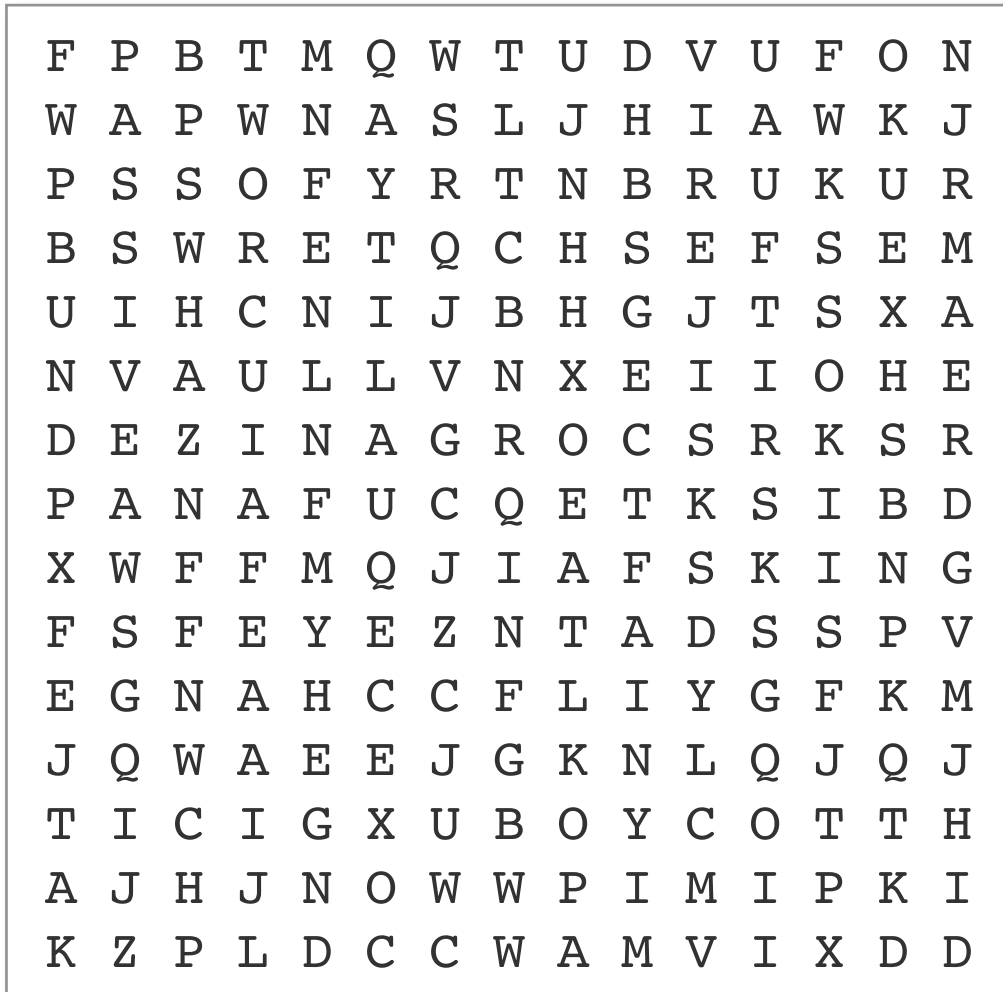 F P B T M Q W T U D V U F O N
W A P W N A S L J H I A W K J
P S S O F Y R T N B R U K U R
B S W R E T Q C H S E F S E M
U I H C N I J B H G J T S X A
N V A U L L V N X E I I O H E
D E Z I N A G R O C S R K S R
P A N A F U C Q E T K S I B D
X W F F M Q J I A F S K I N G
F S F E Y E Z N T A D S S P V
E G N A H C C F L I Y G F K M
J Q W A E E J G K N L Q J Q J
T I C I G X U B O Y C O T T H
A J H J N O W W P I M I P K I
K Z P L D C C W A M V I X D D